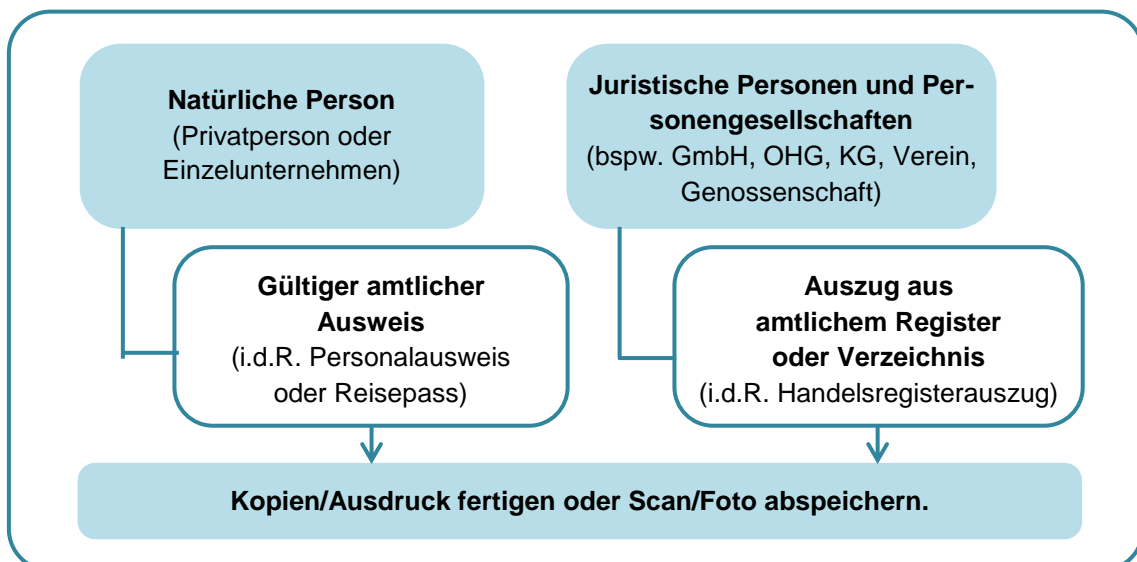 Natürliche Person
(Privatperson oder
Einzelunternehmen)
Juristische Personen und Per-
sonengesellschaften
(bspw. GmbH, OHG, KG, Verein,
Genossenschaft)
Gültiger amtlicher
Ausweis
(i.d.R. Personalausweis
oder Reisepass)
Auszug aus
amtlichem Register
oder Verzeichnis
(i.d.R. Handelsregisterauszug)
Kopien/Ausdruck fertigen oder Scan/Foto abspeichern.